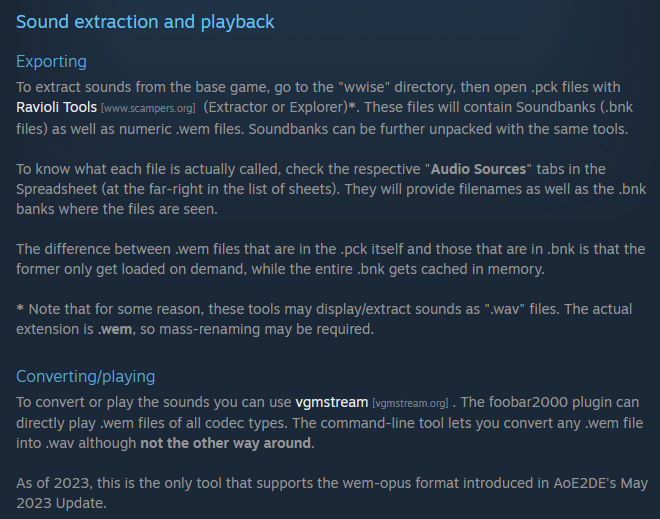 Sound extraction and playback
Exporting
To extract sounds from the base game, go to the "wwise" directory, then open .pck files with
Ravioli Tools [www.scampers.org] (Extractor or Explorer)*. These files will contain Soundbanks (.bnk
files) as well as numeric .wem files. Soundbanks can be further unpacked with the same tools.
To know what each file is actually called, check the respective "Audio Sources" tabs in the
Spreadsheet (at the far-right in the list of sheets). They will provide filenames as well as the .bnk
banks where the files are seen.
The difference between .wem files that are in the .pck itself and those that are in .bnk is that the
former only get loaded on demand, while the entire .bnk gets cached in memory.
* Note that for some reason, these tools may display/extract sounds as ".wav" files. The actual
extension is .wem, so mass-renaming may be required.
Converting/playing
To convert or play the sounds you can use vgmstream [vgmstream.org] . The foobar2000 plugin can
directly play .wem files of all codec types. The command-line tool lets you convert any .wem file
into .wav although not the other way around.
As of 2023, this is the only tool that supports the wem-opus format introduced in AoE2DE's May
2023 Update.